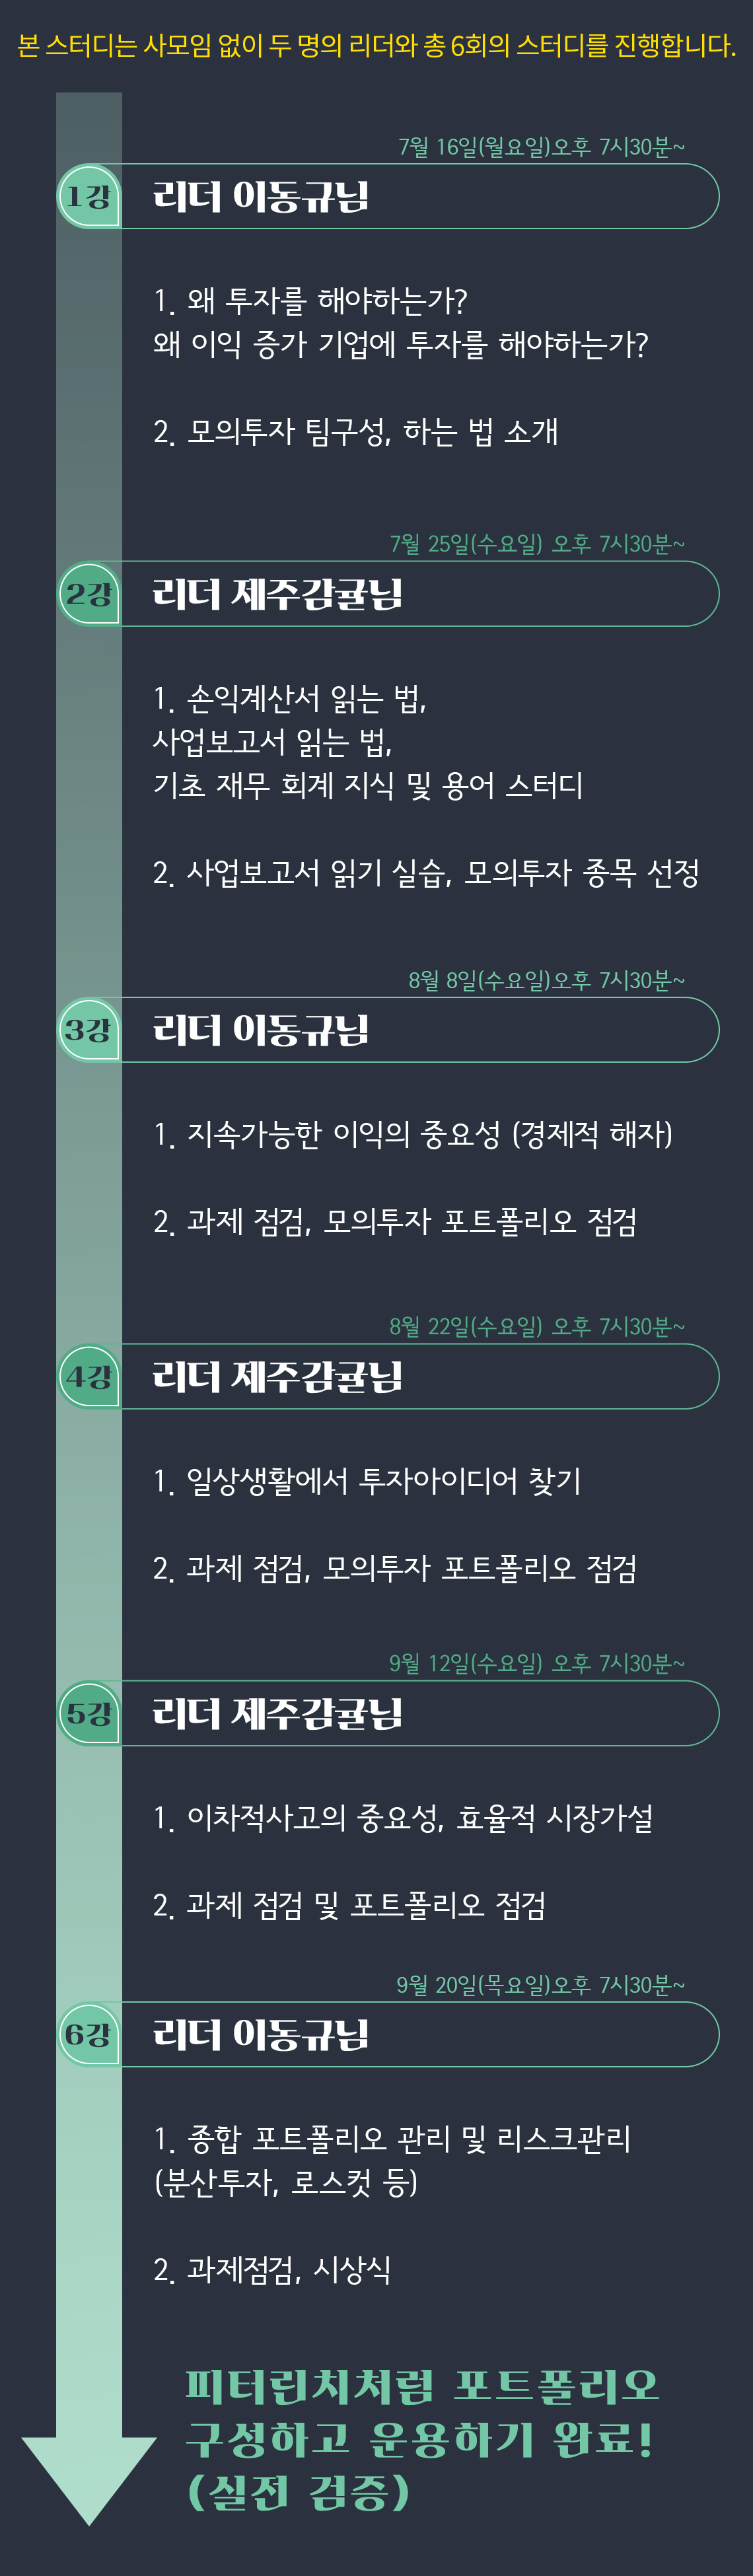 본 스터디는 사모임 없이 두 명의 리더와 총 6회의 스터디를 진행합니다.
7월 16일(월요일)오후 7시30분~
1강 리더 이동규님
1. 왜 투자를 해야하는가?
왜 이익 증가 기업에 투자를 해야하는가?
2. 모의투자 팀구성, 하는 법 소개
7월 25일(수요일) 오후 7시30분~
2강 리더 제주감귤님
1. 손익계산서 읽는 법,
사업보고서 읽는 법,
기초 재무 회계 지식 및 용어 스터디
2. 사업보고서 읽기 실습, 모의투자 종목 선정
8월 8일(수요일)오후 7시30분~
3강 리더 이동규님
1. 지속가능한 이익의 중요성 (경제적 해자)
2. 과제 점검, 모의투자 포트폴리오 점검
8월 22일(수요일) 오후 7시30분~
4강 리더 제주감귤님
1. 일상생활에서 투자아이디어 찾기
2. 과제 점검, 모의투자 포트폴리오 점검
9월 12일(수요일) 오후 7시30분~
5강 리더 제주감귤님
1. 이차적사고의 중요성, 효율적 시장가설
2. 과제 점검 및 포트폴리오 점검
9월 20일(목요일)오후 7시30분~
6강 리더 이동규님
1. 종합 포트폴리오 관리 및 리스크관리
(분산투자, 로스컷 등)
2. 과제점검, 시상식
피터린치처럼 포트폴리오
구성하고 운용하기 완료!
(실전 검증)